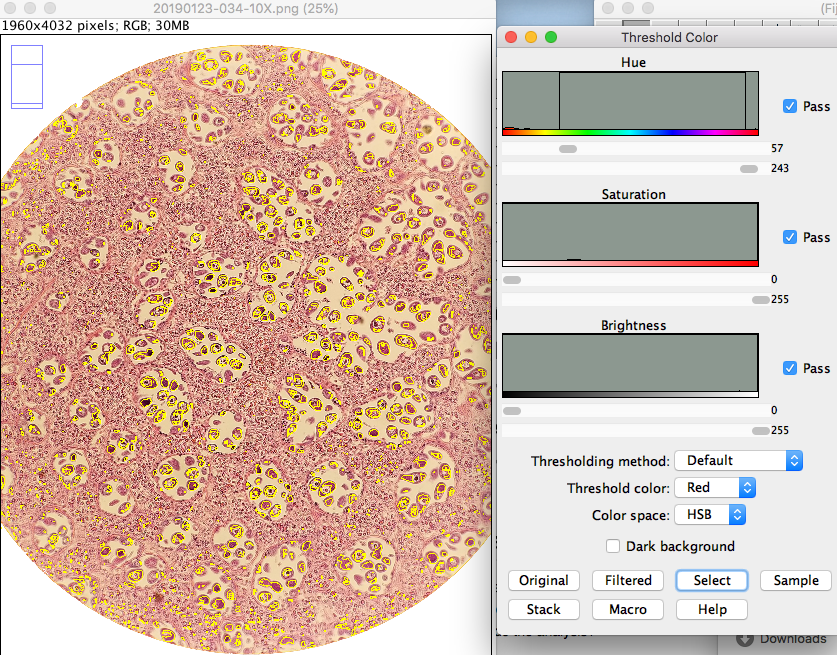 20190123-034-10X.png (25%)
(Fij
1960x4032 pixels; RGB; 30MB
Threshold Color
Hue
Pass
57
243
Saturation
Pass
0
255
Brightness
Pass
0
255
Thresholding method: Default
Threshold color: Red
Color space: HSB
Dark background
Original Filtered Select Sample
Stack Macro Help
Downloads